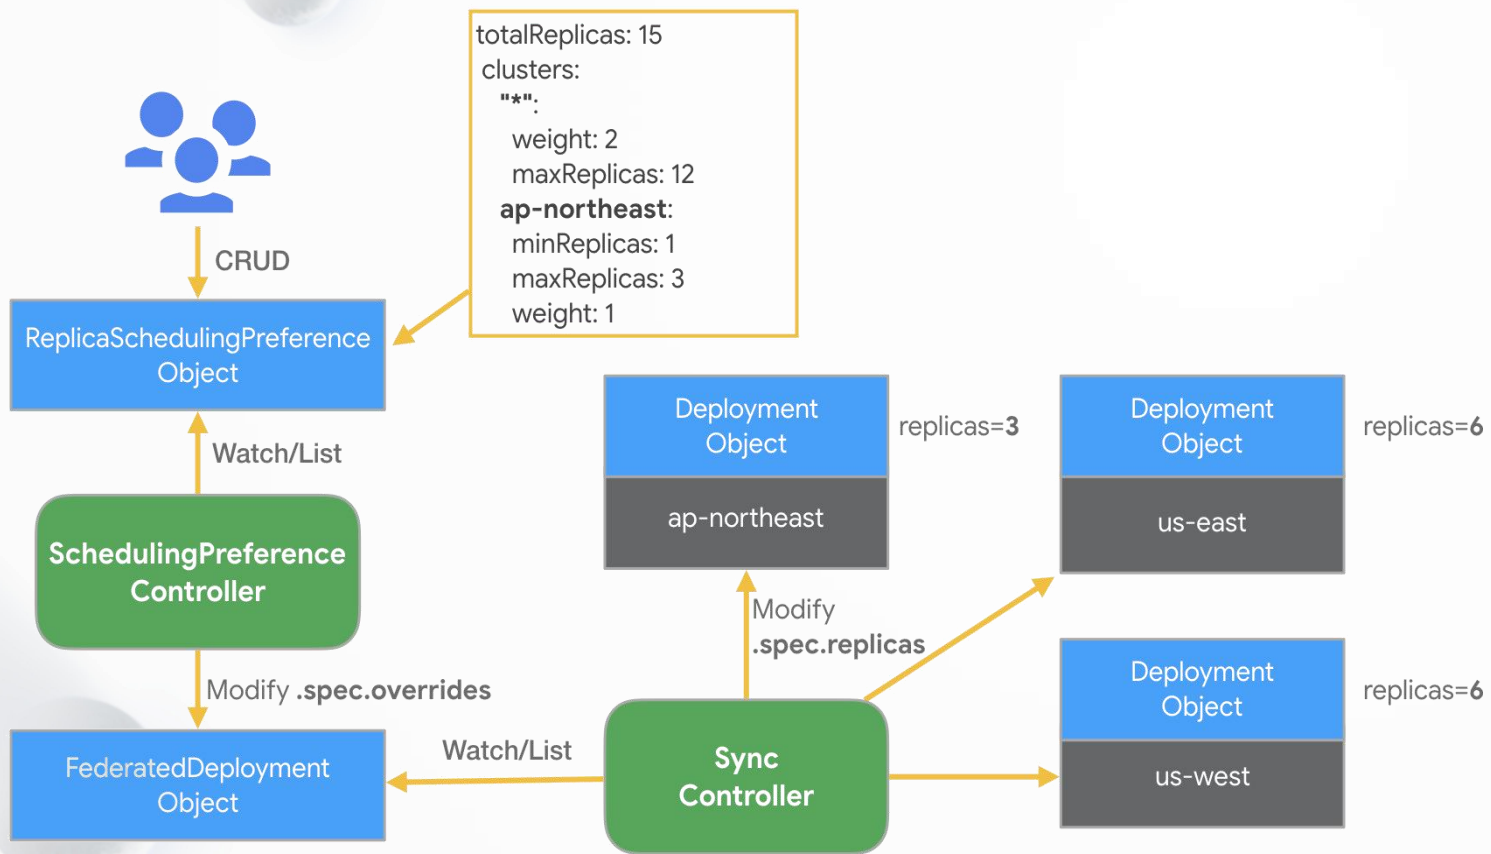 totalReplicas: 15
clusters:
"*":
weight: 2
maxReplicas: 12
ap-northeast:
minReplicas: 1
maxReplicas: 3
weight: 1
CRUD
ReplicaSchedulingPreference
Object
Watch/List
SchedulingPreference
Controller
Modify .spec.overrides
FederatedDeployment
Object
Watch/List
Sync
Controller
Modify
.spec.replicas
Deployment
Object
ap-northeast
replicas=3
Deployment
Object
us-east
replicas=6
Deployment
Object
us-west
replicas=6